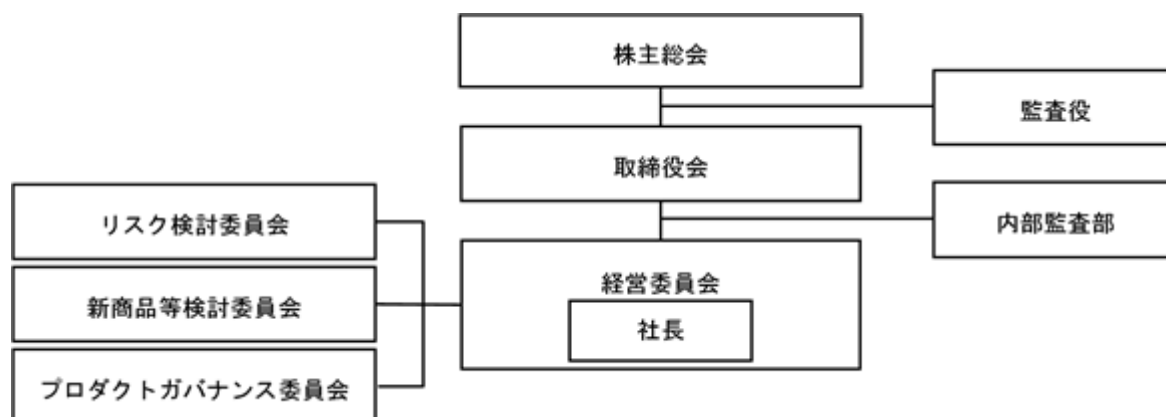 株主総会
監査役
取締役会
リスク検討委員会
内部監査部
経営委員会
新商品等検討委員会
社長
プロダクトガバナンス委員会